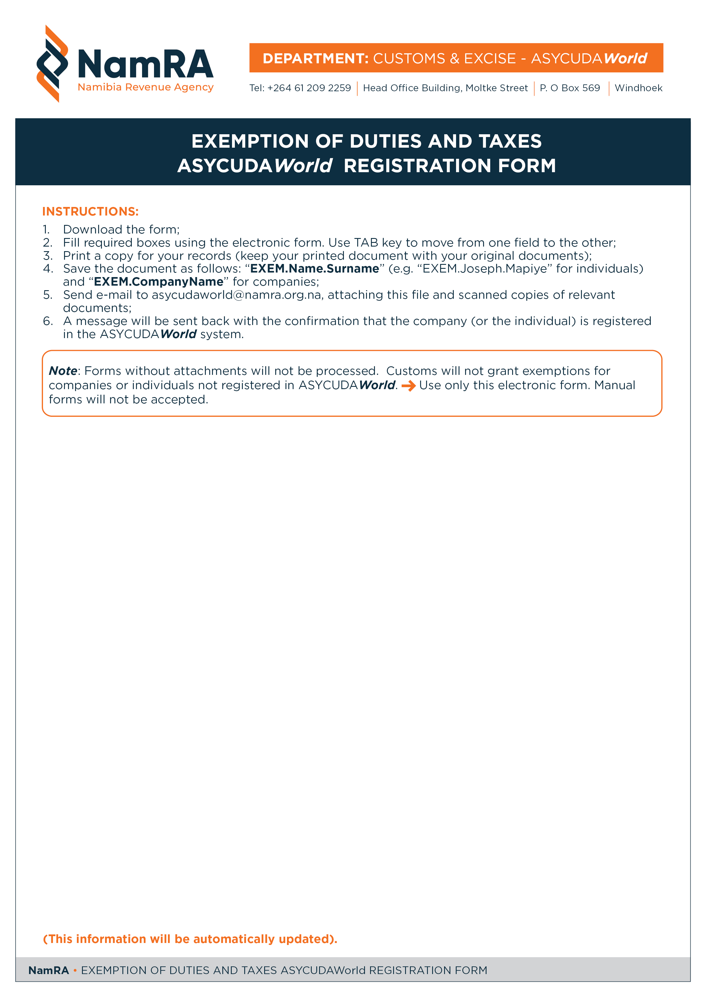 NamRA
Namibia Revenue Agency
DEPARTMENT: CUSTOMS & EXCISE - ASYCUDAWorld
Tel: +264 61 209 2259 | Head Office Building, Moltke Street | P. O Box 569 | Windhoek
EXEMPTION OF DUTIES AND TAXES
ASYCUDAWorld REGISTRATION FORM
INSTRUCTIONS:
1. Download the form;
2. Fill required boxes using the electronic form. Use TAB key to move from one field to the other;
3. Print a copy for your records (keep your printed document with your original documents);
4. Save the document as follows: “EXEM.Name.Surname” (e.g. “EXEM.Joseph.Mapiye” for individuals)
and “EXEM.CompanyName” for companies;
5. Send e-mail to asycudaworld@namra.org.na, attaching this file and scanned copies of relevant
documents;
6. A message will be sent back with the confirmation that the company (or the individual) is registered
in the ASYCUDAWorld system.
Note: Forms without attachments will not be processed. Customs will not grant exemptions for
companies or individuals not registered in ASYCUDAWorld. ➔ Use only this electronic form. Manual
forms will not be accepted.
(This information will be automatically updated).
NamRA • EXEMPTION OF DUTIES AND TAXES ASYCUDAWorld REGISTRATION FORM